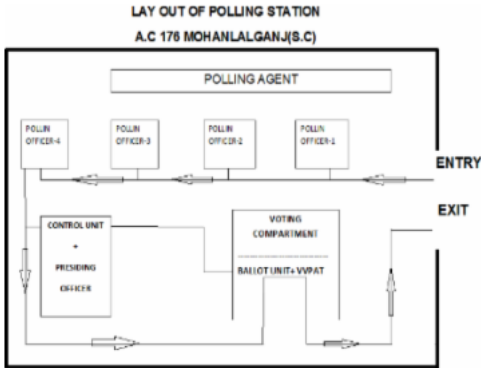 LAY OUT OF POLLING STATION
A.C 176 MOHANLALGANJ(S.C)
POLLING AGENT
POLLIN
OFFICER-4
POLLIN
OFFICER-3
POLLIN
OFFICER-2
POLLIN
OFFICER-1
ENTRY
EXIT
CONTROL UNIT
+
PRESIDING
OFFICER
VOTING
COMPARTMENT
BALLOT UNIT+ VVPAT